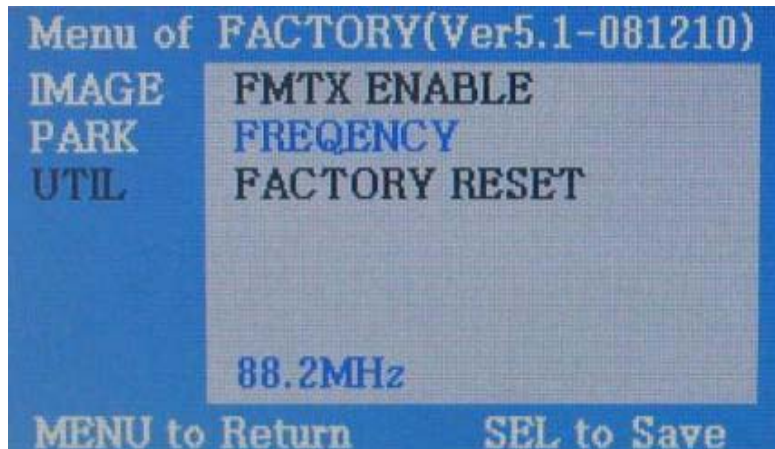 Menu of FACTORY(Ver5.1-081210)
IMAGE FMTX ENABLE
PARK FREQENCY
UTIL FACTORY RESET
88.2MHz
MENU to Return SEL to Save